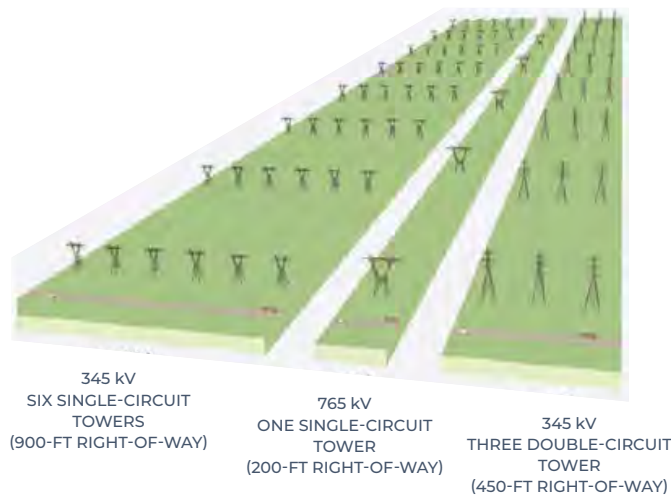 345 kV
SIX SINGLE-CIRCUIT
TOWERS
(900-FT RIGHT-OF-WAY)
765 kV
ONE SINGLE-CIRCUIT
TOWER
(200-FT RIGHT-OF-WAY)
345 kV
THREE DOUBLE-CIRCUIT
TOWER
(450-FT RIGHT-OF-WAY)